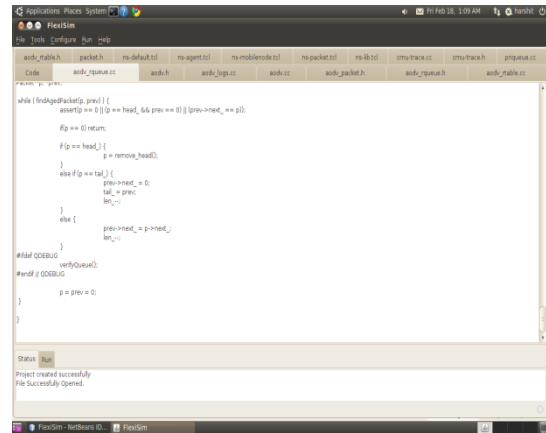 Applications Places System Fri Feb 18, 1:09 AM harshit
FlexiSim
File Tools Configure Run Help
aodv_rtable.h packet.h ns-default.tcl ns-agent.tcl ns-mobilenode.tcl ns-packet.tcl ns-lib.tcl cmu-trace.cc cmu-trace.h priqueue.cc
Code aodv_rqueue.cc aodv.h aodv_logs.cc aodv.cc aodv_packet.h aodv_rqueue.h aodv_rtable.cc
Packet *p, *prev;
while ( findAgedPacket(p, prev) ) {
assert(p == 0 || (p == head_ && prev == 0) || (prev->next_ == p));
if(p == 0) return;
if (p == head_) {
p = remove_head();
}
else if (p == tail_) {
prev->next_ = 0;
tail_ = prev;
len_--;
}
else {
prev->next_ = p->next_;
len_--;
}
#ifdef QDEBUG
verifyQueue();
#endif // QDEBUG
p = prev = 0;
}
}
Status Run
Project created successfully
File Successfully Opened.
FlexiSim - NetBeans ID... FlexiSim